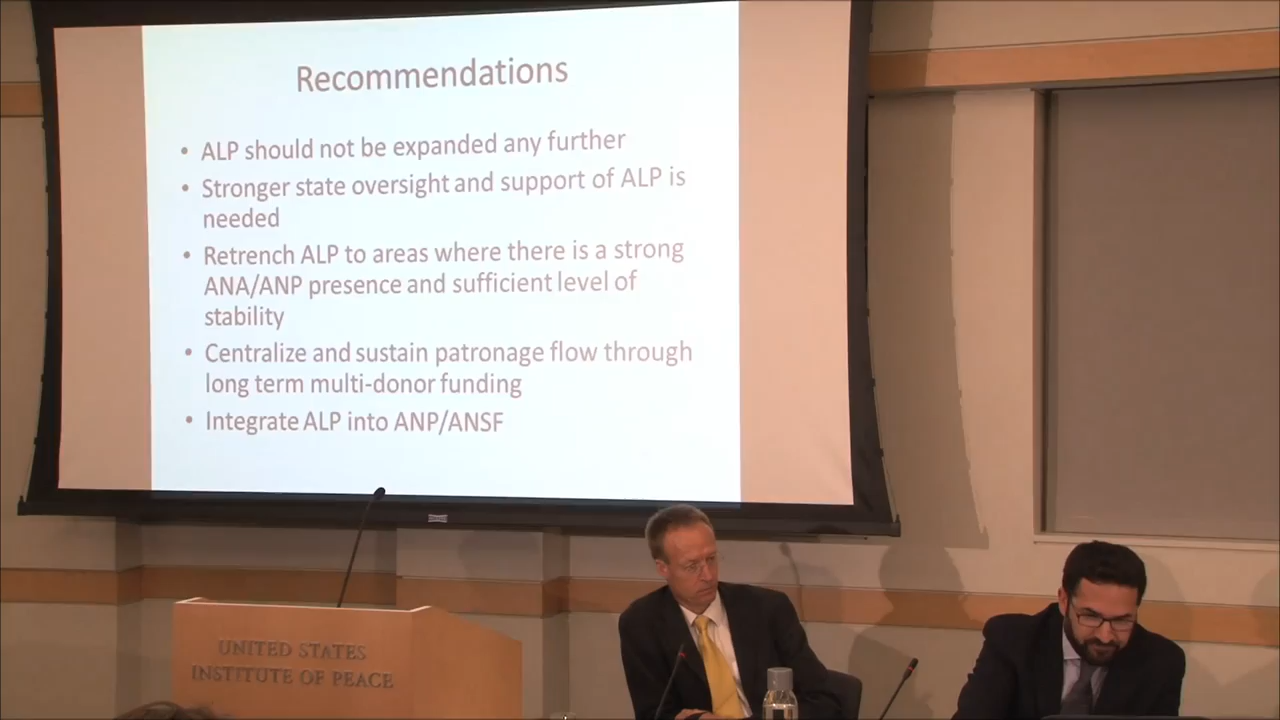 Recommendations
• ALP should not be expanded any further
• Stronger state oversight and support of ALP is
needed
• Retrench ALP to areas where there is a strong
ANA/ANP presence and sufficient level of
stability
• Centralize and sustain patronage flow through
long term multi-donor funding
• Integrate ALP into ANP/ANSF
UNITED STATES
INSTITUTE OF PEACE